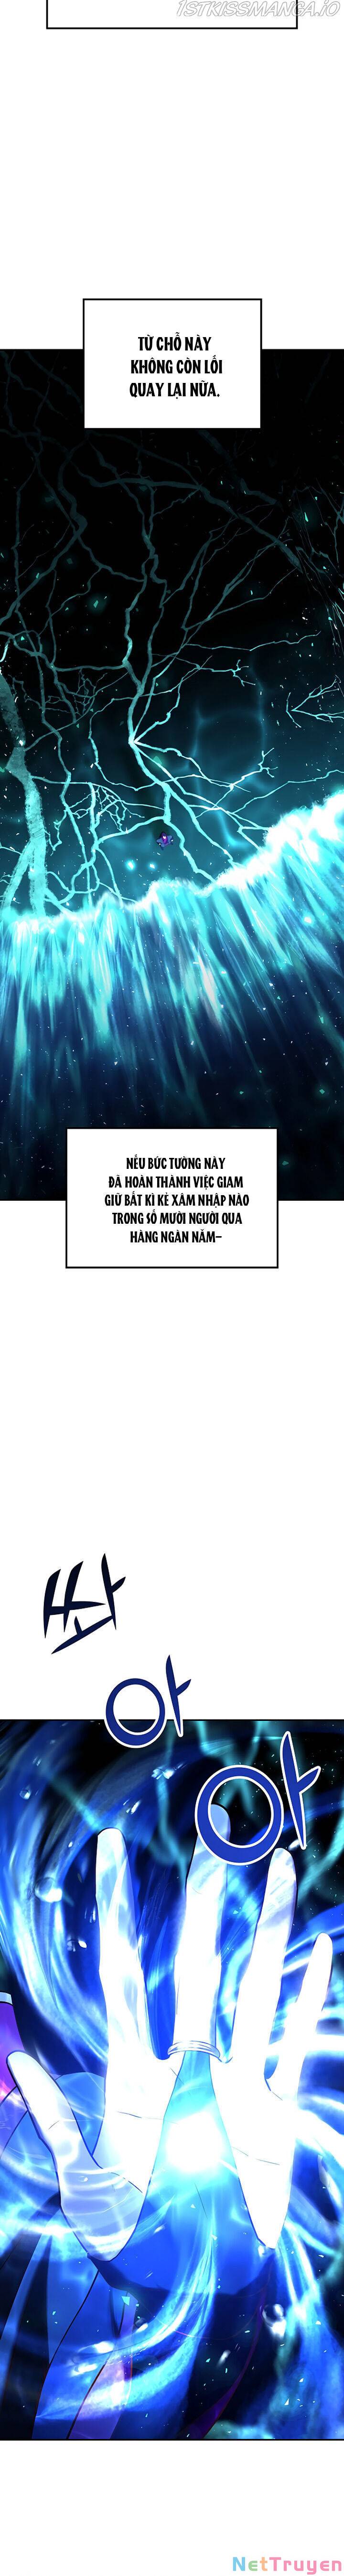 1STKISSMANGA.IO
TỪ CHỖ NÀY
KHÔNG CÒN LỐI
QUAY LẠI NỮA.
NẾU BỨC TƯỜNG NÀY
ĐÃ HOÀN THÀNH VIỆC GIAM
GIỮ BẤT KÌ KẺ XÂM NHẬP NÀO
TRONG SỐ MƯỜI NGƯỜI QUA
HÀNG NGÀN NĂM-
쏴
아
아
NetTruyen